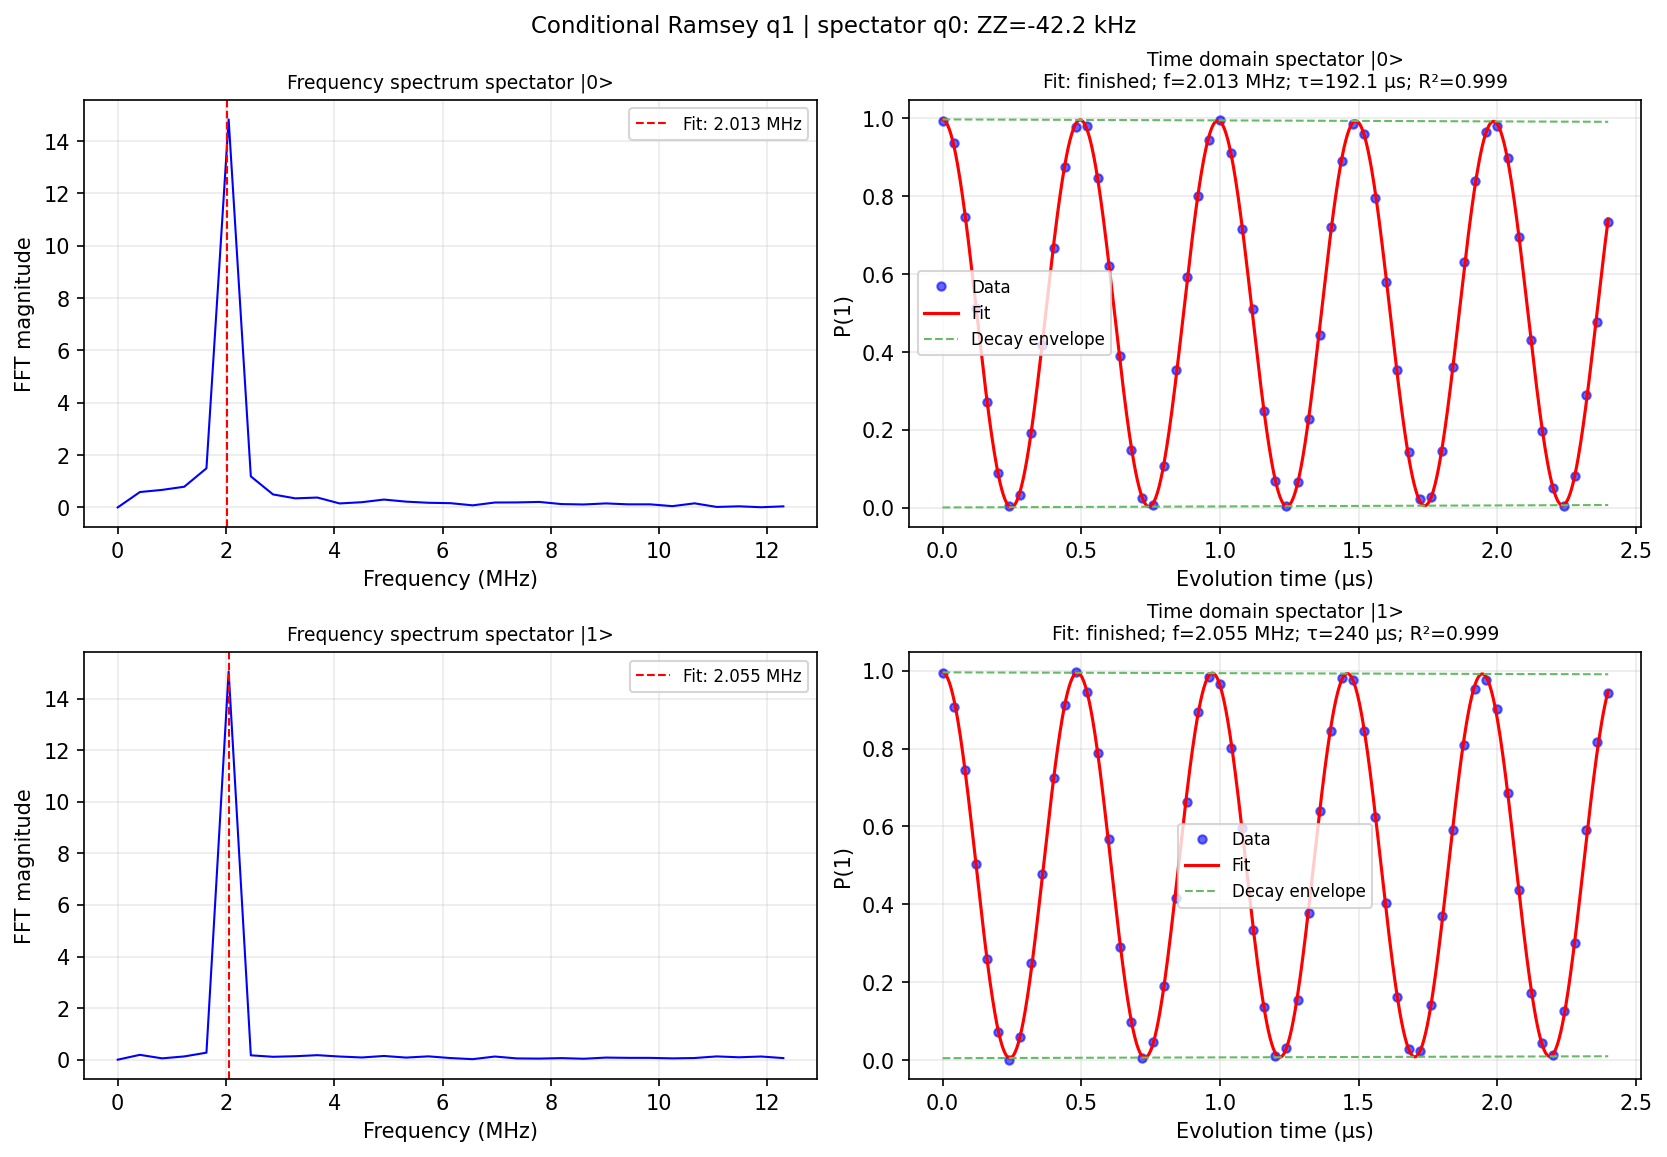 Conditional Ramsey q1 | spectator q0: ZZ=-42.2 kHz
Frequency spectrum spectator |0>
FFT magnitude
14
12
10
8
6
4
2
0
Fit: 2.013 MHz
0 2 4 6 8 10 12
Frequency (MHz)
Time domain spectator |0>
Fit: finished; f=2.013 MHz; τ=192.1 µs; R²=0.999
P(1)
1.0
0.8
0.6
0.4
0.2
0.0
Data
Fit
Decay envelope
0.0 0.5 1.0 1.5 2.0 2.5
Evolution time (µs)
Frequency spectrum spectator |1>
FFT magnitude
14
12
10
8
6
4
2
0
Fit: 2.055 MHz
0 2 4 6 8 10 12
Frequency (MHz)
Time domain spectator |1>
Fit: finished; f=2.055 MHz; τ=240 µs; R²=0.999
P(1)
1.0
0.8
0.6
0.4
0.2
0.0
Data
Fit
Decay envelope
0.0 0.5 1.0 1.5 2.0 2.5
Evolution time (µs)